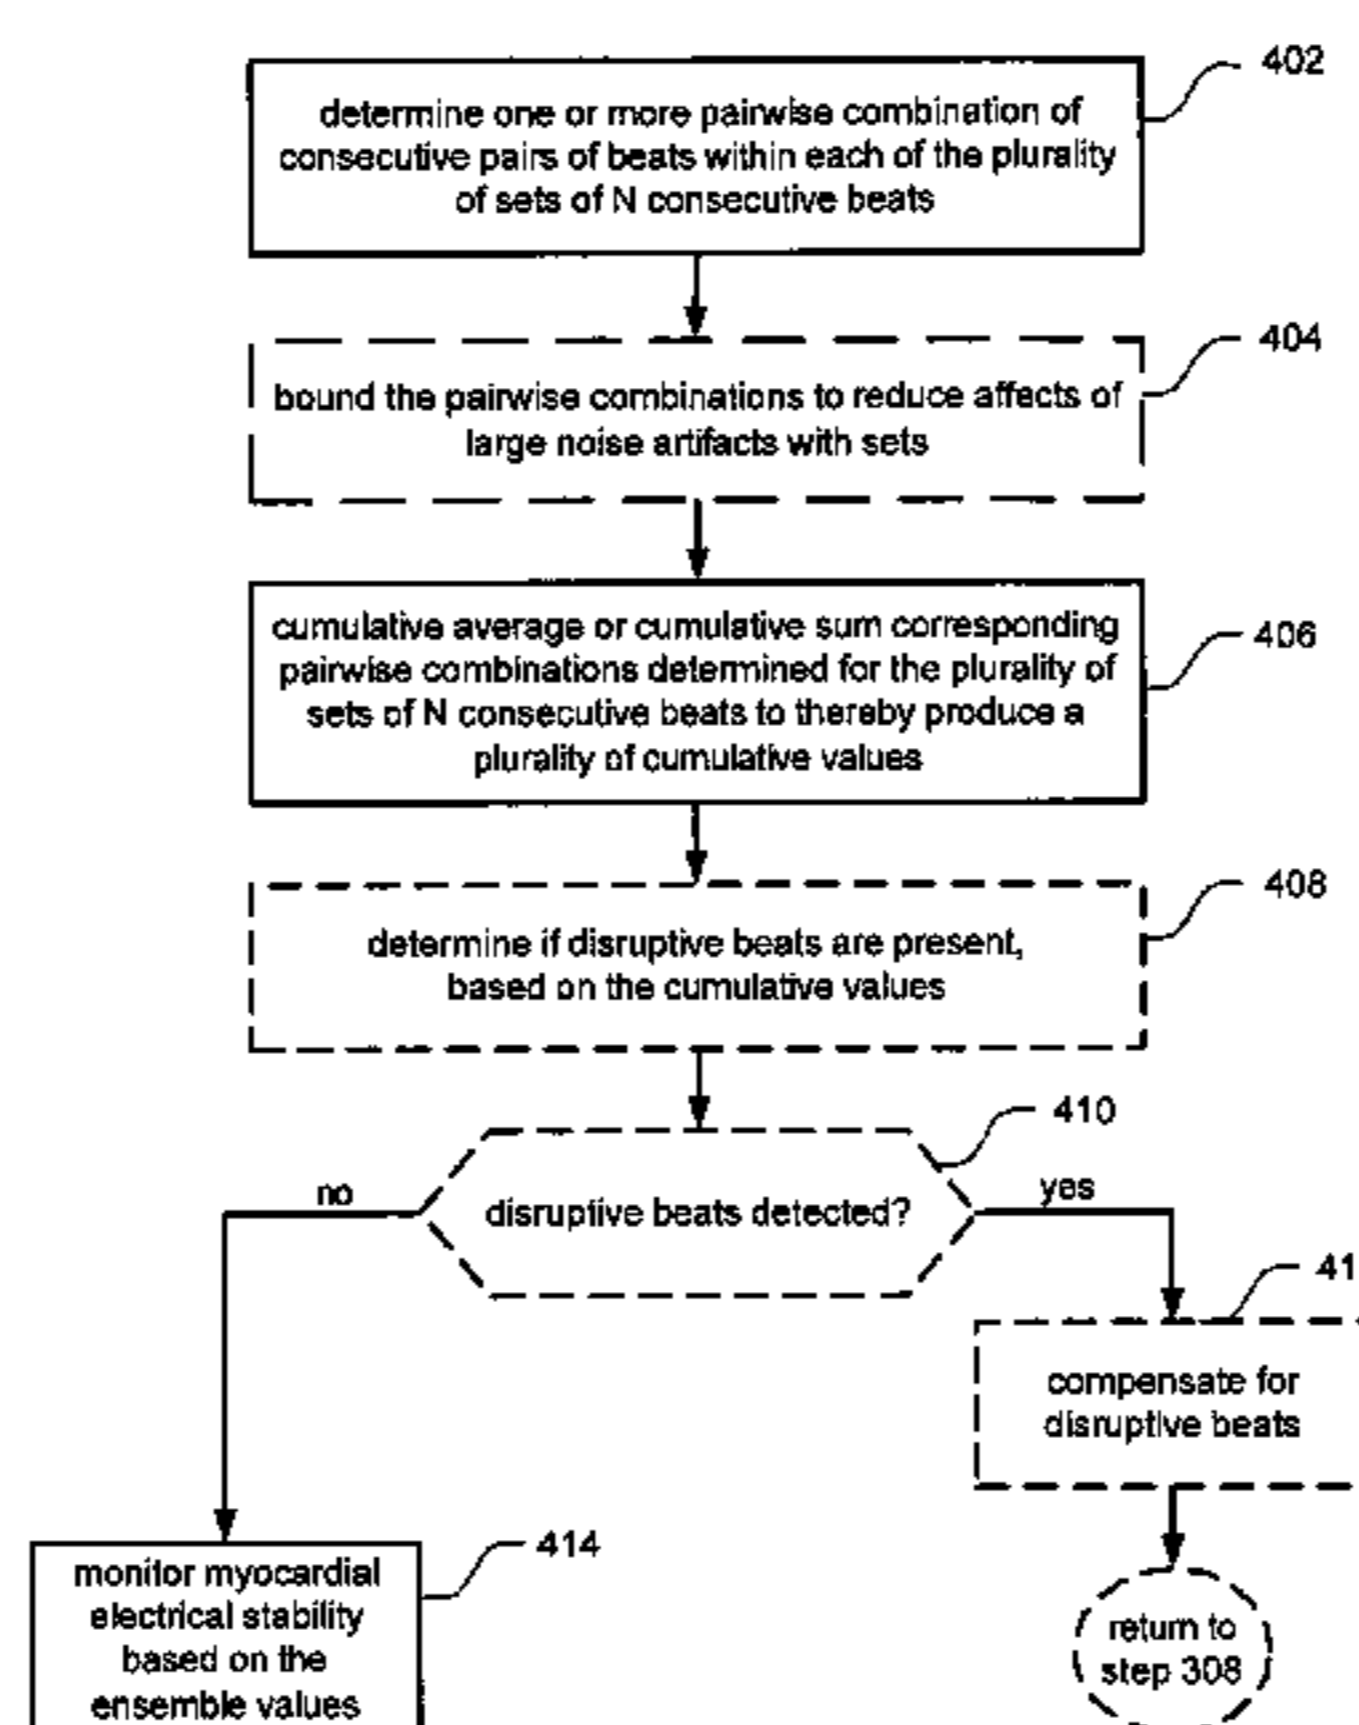 402
determine one or more pairwise combination of
consecutive pairs of beats within each of the plurality
of sets of N consecutive beats
404
bound the pairwise combinations to reduce affects of
large noise artifacts with sets
406
cumulative average or cumulative sum corresponding
pairwise combinations determined for the plurality of
sets of N consecutive beats to thereby produce a
plurality of cumulative values
408
determine if disruptive beats are present,
based on the cumulative values
410
no
disruptive beats detected?
yes
41
compensate for
disruptive beats
414
monitor myocardial
electrical stability
based on the
ensemble values
return to
step 308